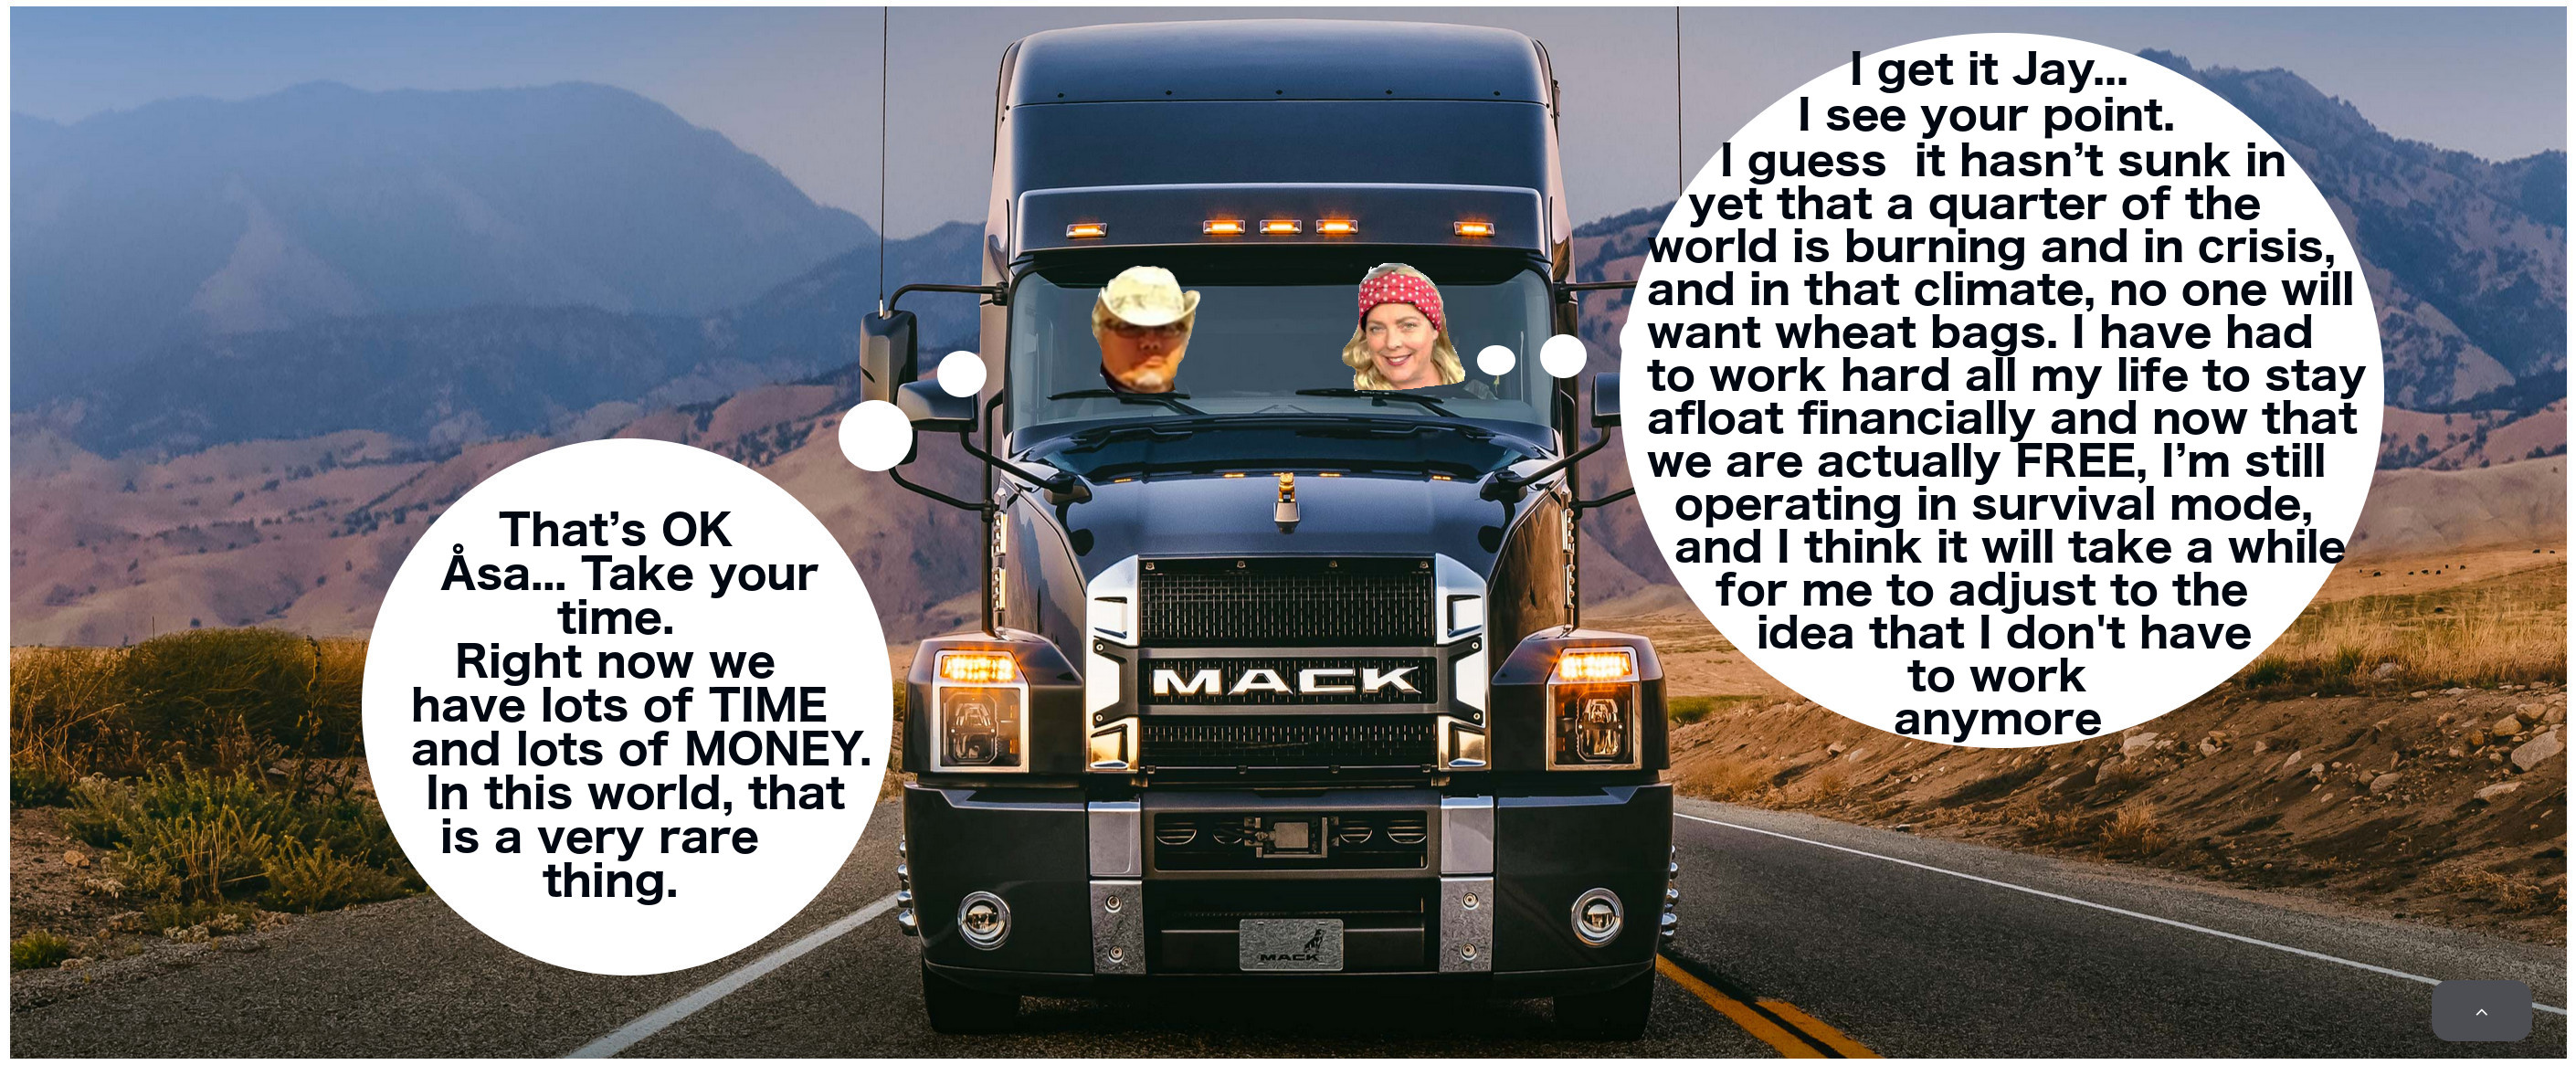 I get it Jay...
I see your point.
I guess  it hasn’t sunk in
yet that a quarter of the
world is burning and in crisis,
and in that climate, no one will
want wheat bags. I have had
to work hard all my life to stay
afloat financially and now that
we are actually FREE, I’m still
operating in survival mode,
and I think it will take a while
for me to adjust to the
idea that I don't have
to work
anymore
That’s OK
Åsa... Take your
time.
Right now we
have lots of TIME
and lots of MONEY.
In this world, that
is a very rare
thing.
MACK
MACK